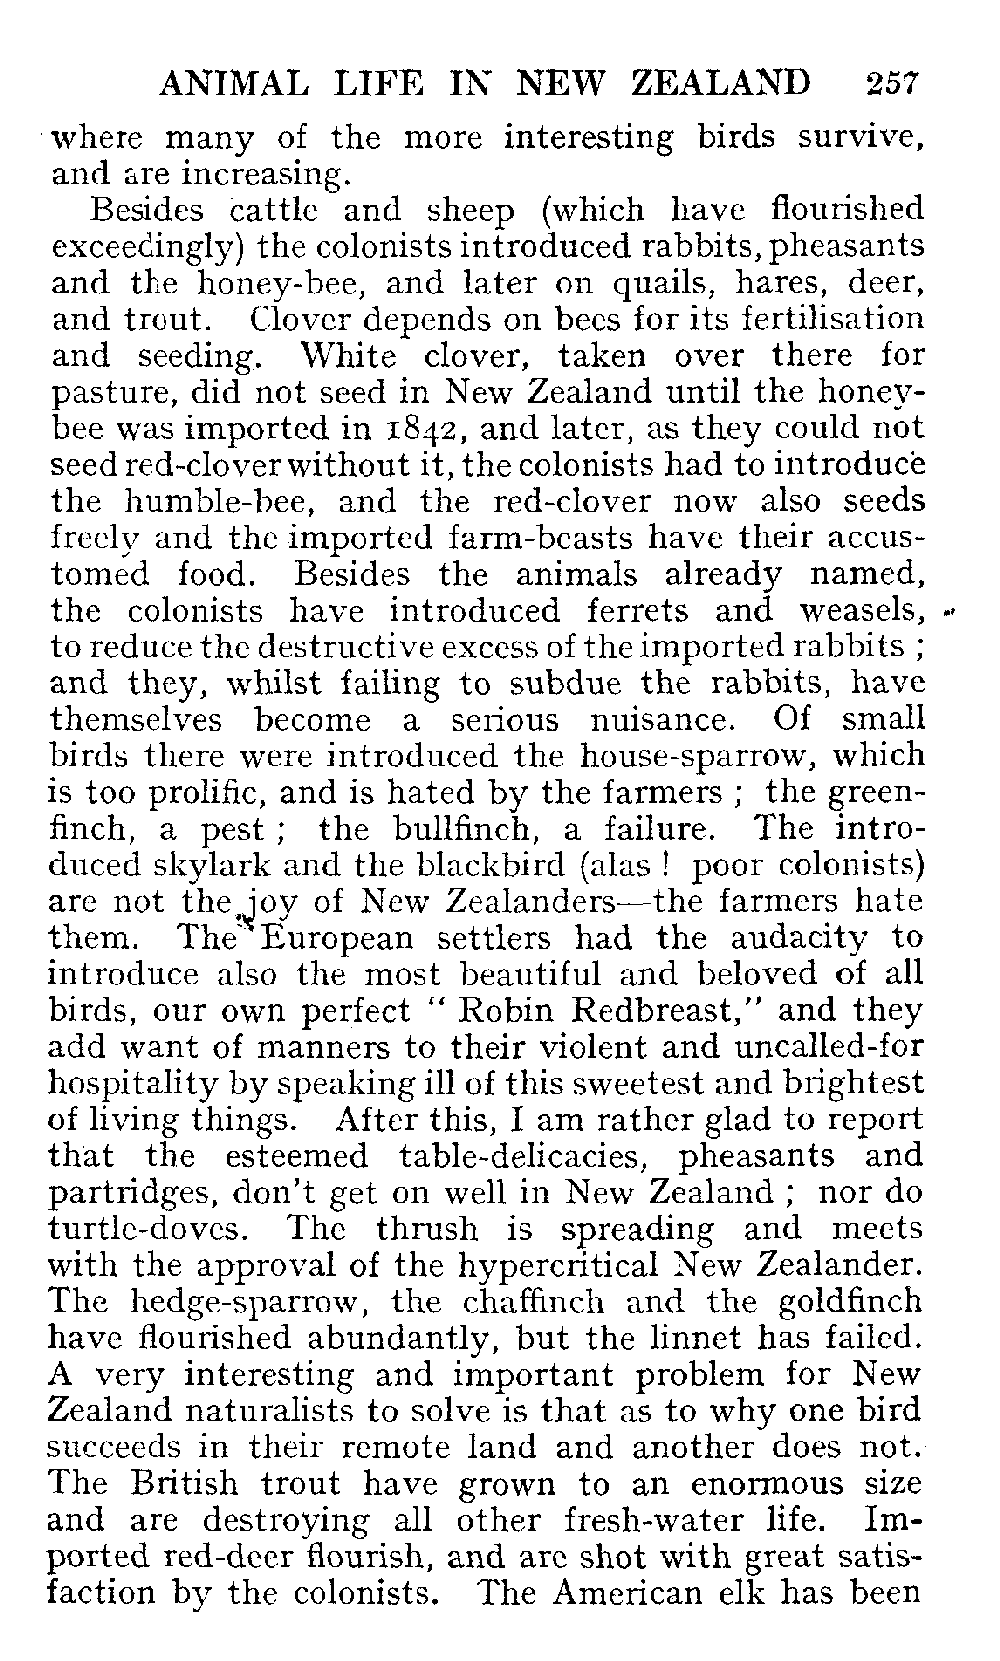 ANIMAL LIFE IN NEW ZEALAND 257
where many of the more interesting birds survive,
and are increasing.
Besides cattle and sheep (which have flourished
exceedingly) the colonists introduced rabbits, pheasants
and the honey-bee, and later on quails, hares, deer,
and trout. Clover depends on bees for its fertilisation
and seeding. White clover, taken over there for
pasture, did not seed in New Zealand until the honey-
bee was imported in 1842, and later, as they could not
seed red-clover without it, the colonists had to introduce
the humble-bee, and the red-clover now also seeds
freely and the imported farm-beasts have their accus-
tomed food. Besides the animals already named,
the colonists have introduced ferrets and weasels,
to reduce the destructive excess of the imported rabbits ;
and they, whilst failing to subdue the rabbits, have
themselves become a serious nuisance. Of small
birds there were introduced the house-sparrow, which
is too prolific, and is hated by the farmers ; the green-
finch, a pest ; the bullfinch, a failure. The intro-
duced skylark and the blackbird (alas ! poor colonists)
are not the joy of New Zealanders—the farmers hate
them. The European settlers had the audacity to
introduce also the most beautiful and beloved of all
birds, our own perfect " Robin Redbreast," and they
add want of manners to their violent and uncalled-for
hospitality by speaking ill of this sweetest and brightest
of living things. After this, I am rather glad to report
that the esteemed table-delicacies, pheasants and
partridges, don't get on well in New Zealand ; nor do
turtle-doves. The thrush is spreading and meets
with the approval of the hypercritical New Zealander.
The hedge-sparrow, the chaffinch and the goldfinch
have flourished abundantly, but the linnet has failed.
A very interesting and important problem for New
Zealand naturalists to solve is that as to why one bird
succeeds in their remote land and another does not.
The British trout have grown to an enormous size
and are destroying all other fresh-water life. Im-
ported red-deer flourish, and are shot with great satis-
faction by the colonists. The American elk has been